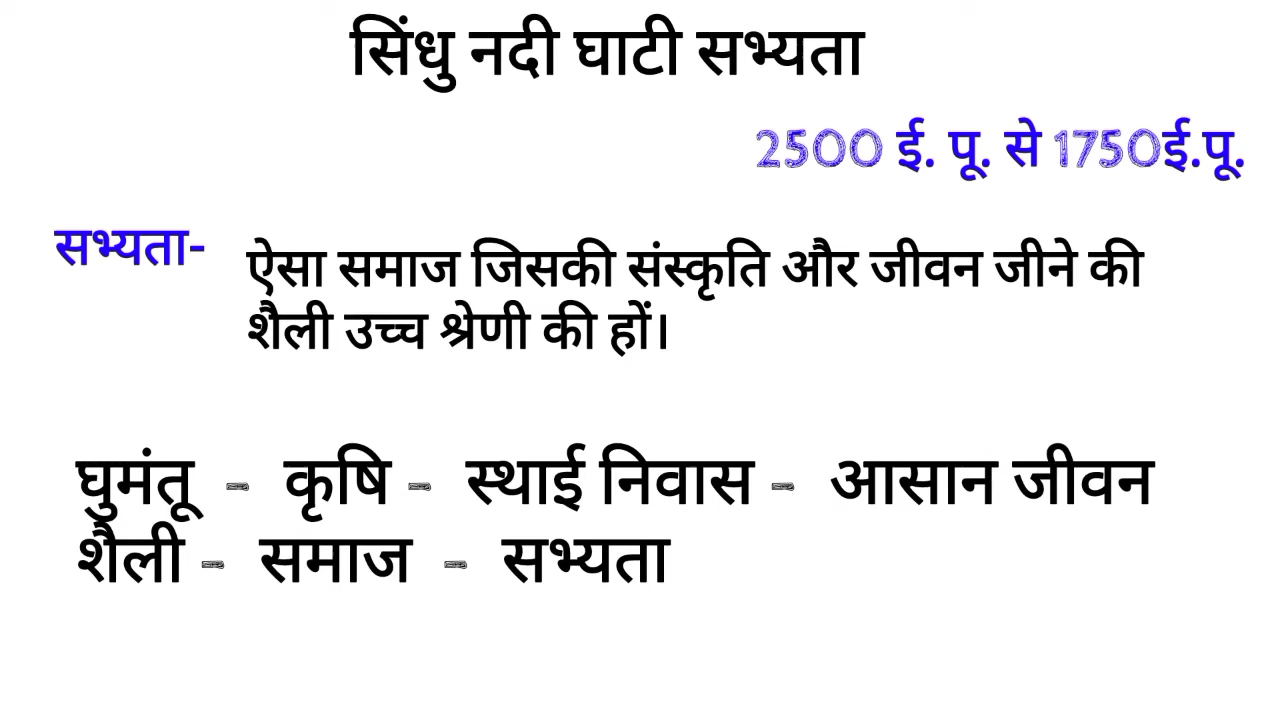 सिंधु नदी घाटी सभ्यता
2500 ई. पू. से 1750ई.पू.
सभ्यता-
ऐसा समाज जिसकी संस्कृति और जीवन जीने की
शैली उच्च श्रेणी की हों।
घुमंतू - कृषि - स्थाई निवास - आसान जीवन
शैली - समाज - सभ्यता